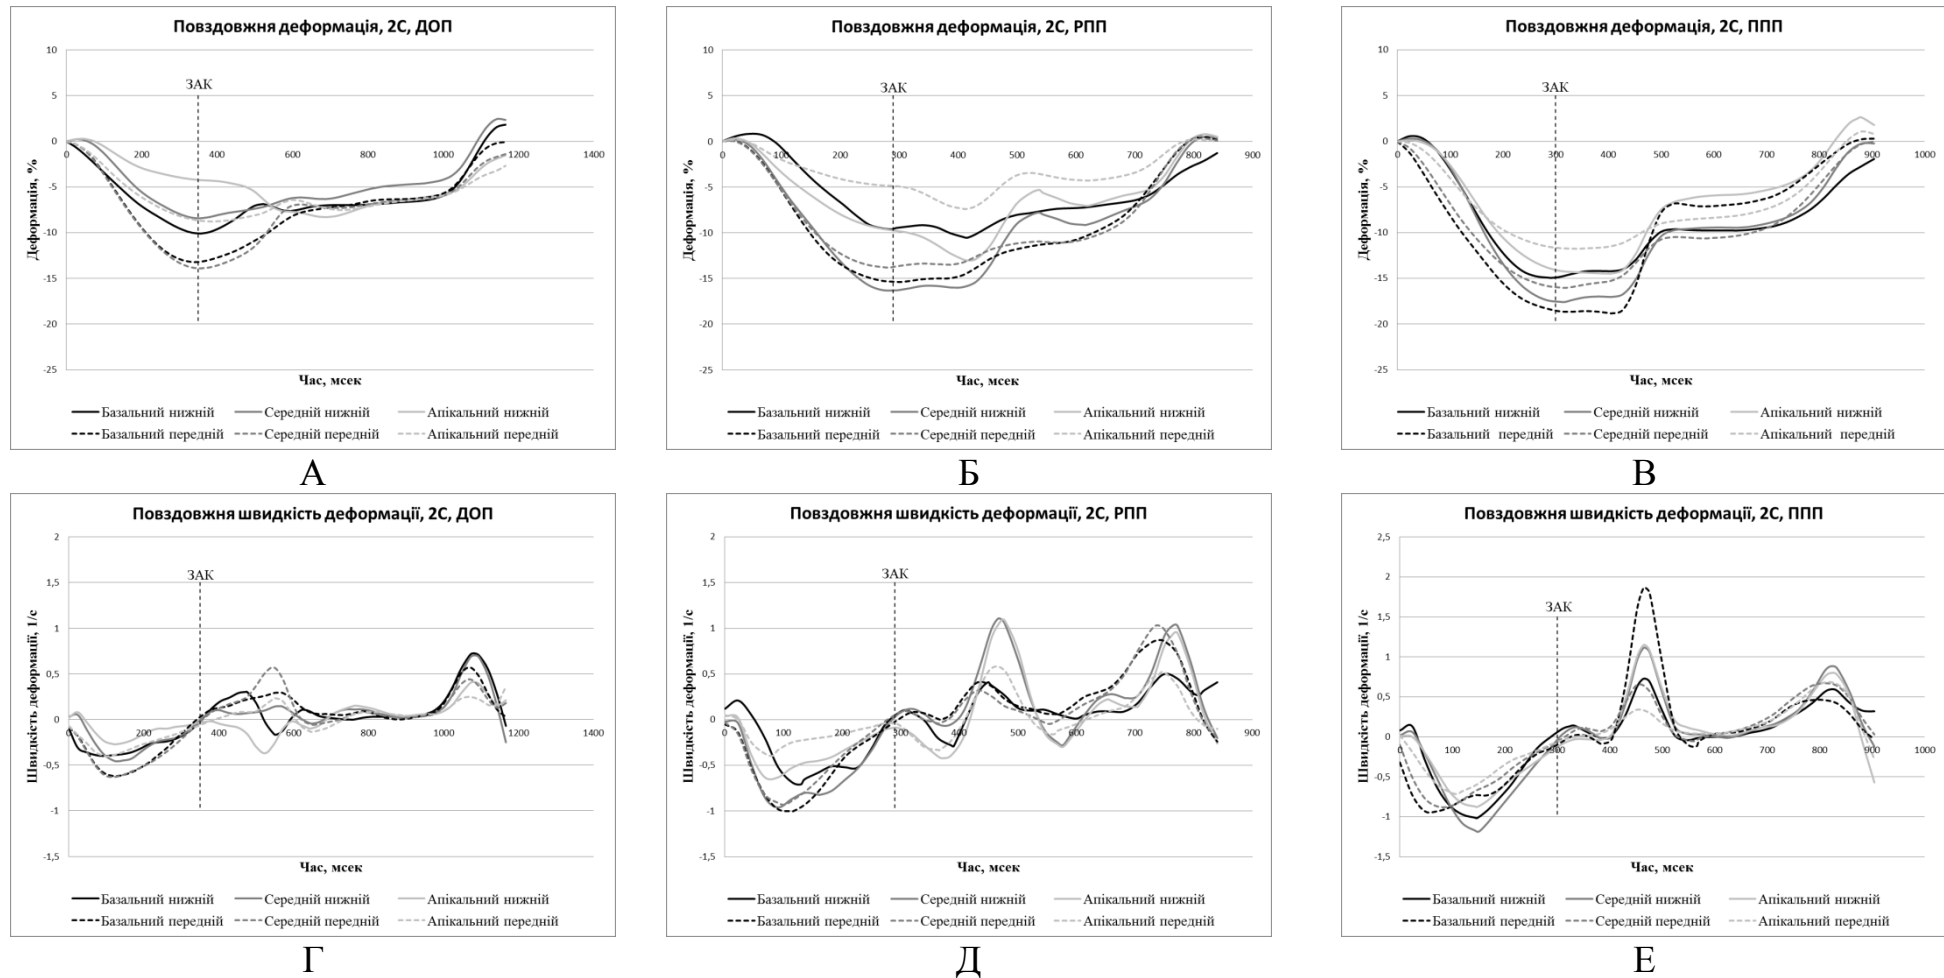 Повздовжня деформація, 2С, ДОП
10
5
0
-5
-10
-15
-20
-25
0
200
400
600
800
1000
1200
1400
ЗАК
Деформація, %
Час, мсек
Базальний нижній
Середній нижній
Апікальний нижній
Базальний передній
Середній передній
Апікальний передній
А
Повздовжня деформація, 2С, РПП
10
5
0
-5
-10
-15
-20
-25
0
100
200
300
400
500
600
700
800
900
ЗАК
Деформація, %
Час, мсек
Базальний нижній
Середній нижній
Апікальний нижній
Базальний передній
Середній передній
Апікальний передній
Б
Повздовжня деформація, 2С, ППП
10
5
0
-5
-10
-15
-20
-25
0
100
200
300
400
500
600
700
800
900
1000
ЗАК
Деформація, %
Час, мсек
Базальний нижній
Середній нижній
Апікальний нижній
Базальний передній
Середній передній
Апікальний передній
В
Повздовжня швидкість деформації, 2С, ДОП
2
1,5
1
0,5
0
-0,5
-1
-1,5
0
200
400
600
800
1000
1200
1400
ЗАК
Швидкість деформації, 1/с
Час, мсек
Базальний нижній
Середній нижній
Апікальний нижній
Базальний передній
Середній передній
Апікальний передній
Г
Повздовжня швидкість деформації, 2С, РПП
2
1,5
1
0,5
0
-0,5
-1
-1,5
0
100
200
300
400
500
600
700
800
900
ЗАК
Швидкість деформації, 1/с
Час, мсек
Базальний нижній
Середній нижній
Апікальний нижній
Базальний передній
Середній передній
Апікальний передній
Д
Повздовжня швидкість деформації, 2С, ППП
2,5
2
1,5
1
0,5
0
-0,5
-1
-1,5
0
100
200
300
400
500
600
700
800
900
1000
ЗАК
Швидкість деформації, 1/с
Час, мсек
Базальний нижній
Середній нижній
Апікальний нижній
Базальний передній
Середній передній
Апікальний передній
Е